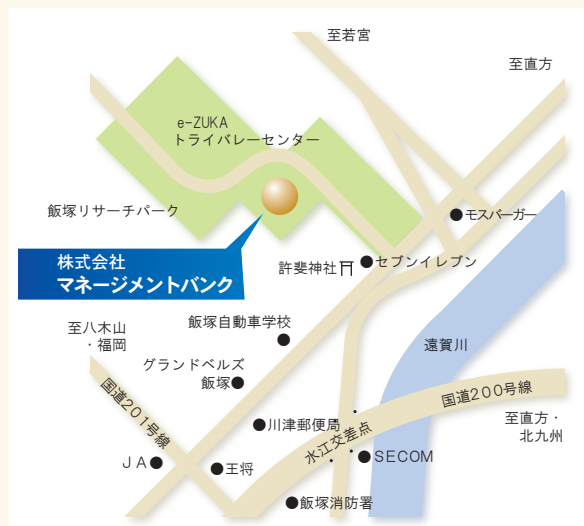 至若宮
至直方
e-ZUKA
トライバレーセンター
飯塚リサーチパーク
モスバーガー
株式会社
マネージメントバンク
許斐神社
セブンイレブン
飯塚自動車学校
至八木山
・福岡
遠賀川
グランドベルズ
飯塚
国道201号線
国道200号線
至直方・
北九州
川津郵便局
水江交差点
JA
王将
SECOM
飯塚消防署